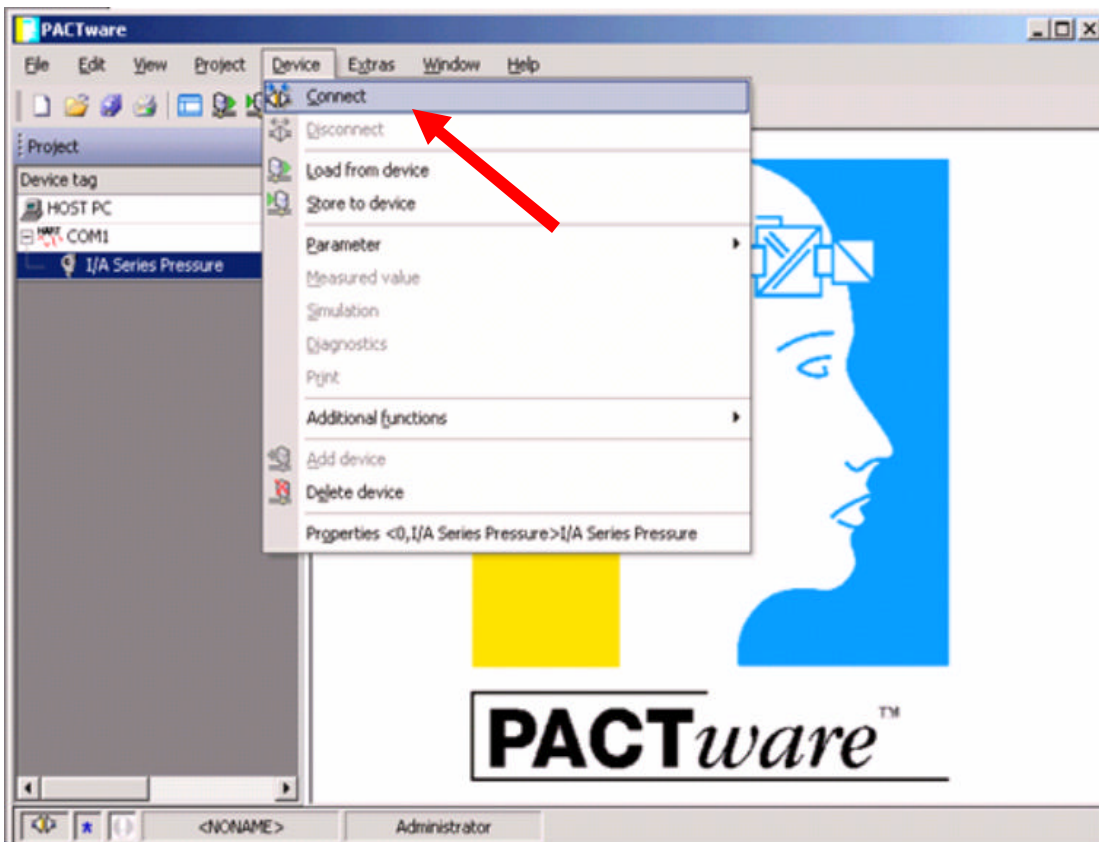 PACTware
File Edit View Project Device Extras Window Help
Connect
Disconnect
Project
Load from device
Device tag
Store to device
HOST PC
HART COM1
Parameter
I/A Series Pressure
Measured value
Simulation
Diagnostics
Print
Additional functions
Add device
Delete device
Properties <0,I/A Series Pressure>I/A Series Pressure
PACTware™
<NONAME> Administrator